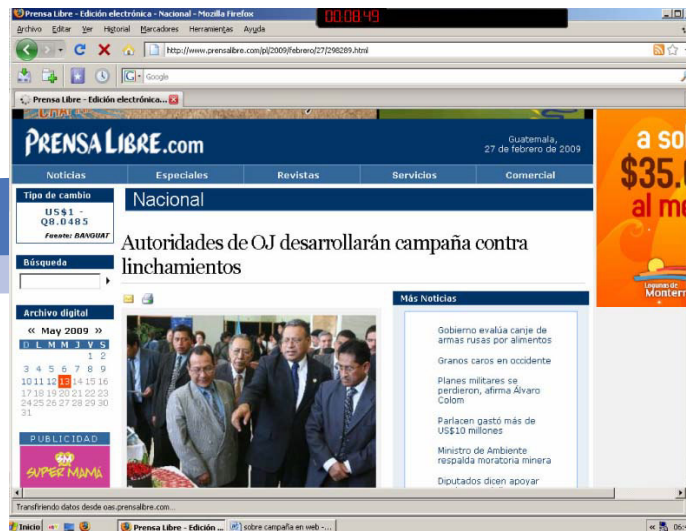 Prensa Libre - Edición electrónica - Nacional - Mozilla Firefox
00:08:49
Archivo Editar Ver Historial Marcadores Herramientas Ayuda
http://www.prensalibre.com/pl/2009/febrero/27/298289.html
G Google
Prensa Libre - Edición electrónica...
PRENSA LIBRE.com
Guatemala,
27 de febrero de 2009
Noticias Especiales Revistas Servicios Comercial
Tipo de cambio
US$1 -
Q8.0485
Fuente: BANGUAT
Búsqueda
Archivo digital
« May 2009 »
D L M M J V S
1 2
3 4 5 6 7 8 9
10 11 12 13 14 15 16
17 18 19 20 21 22 23
24 25 26 27 28 29 30
31
PUBLICIDAD
SUPER MAMÁ
Nacional
Autoridades de OJ desarrollarán campaña contra
linchamientos
Más Noticias
Gobierno evalúa canje de
armas rusas por alimentos
Granos caros en occidente
Planes militares se
perdieron, afirma Álvaro
Colom
Parlacen gastó más de
US$10 millones
Ministro de Ambiente
respalda moratoria minera
Diputados dicen apoyar
a so
$35.
al me
Lagunas de
Monterr
Transfiriendo datos desde oas.prensalibre.com...
Inicio
Prensa Libre - Edición ...
sobre campaña en web -...